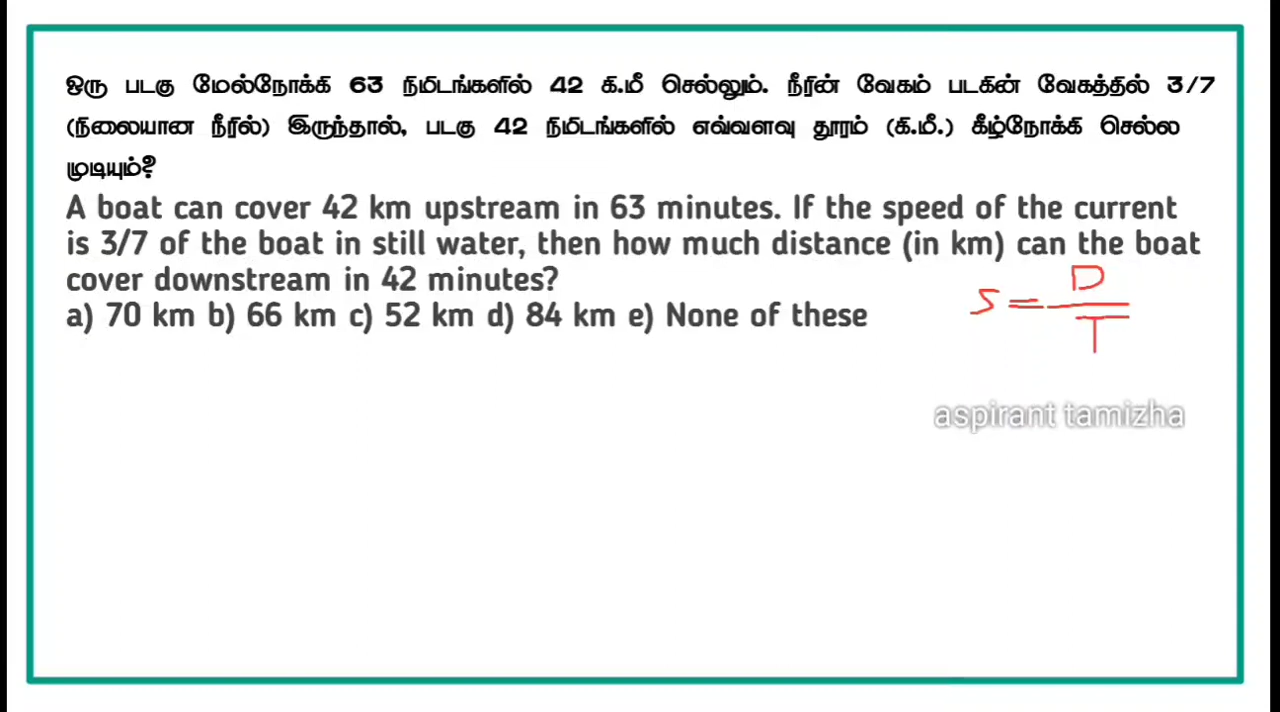 ஒரு படகு மேல்நோக்கி 63 நிமிடங்களில் 42 கி.மீ செல்லும். நீரின் வேகம் படகின் வேகத்தில் 3/7
(நிலையான நீரில்) இருந்தால், படகு 42 நிமிடங்களில் எவ்வளவு தூரம் (கி.மீ.) கீழ்நோக்கி செல்ல
முடியும்?
A boat can cover 42 km upstream in 63 minutes. If the speed of the current
is 3/7 of the boat in still water, then how much distance (in km) can the boat
cover downstream in 42 minutes?
a) 70 km b) 66 km c) 52 km d) 84 km e) None of these
S = D
T
aspirant tamizha